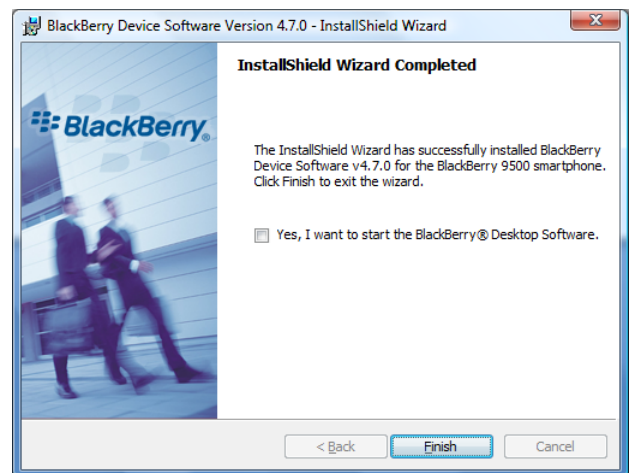 BlackBerry Device Software Version 4.7.0 - InstallShield Wizard
InstallShield Wizard Completed
BlackBerry®
The InstallShield Wizard has successfully installed BlackBerry
Device Software v4.7.0 for the BlackBerry 9500 smartphone.
Click Finish to exit the wizard.
Yes, I want to start the BlackBerry® Desktop Software.
< Back
Finish
Cancel